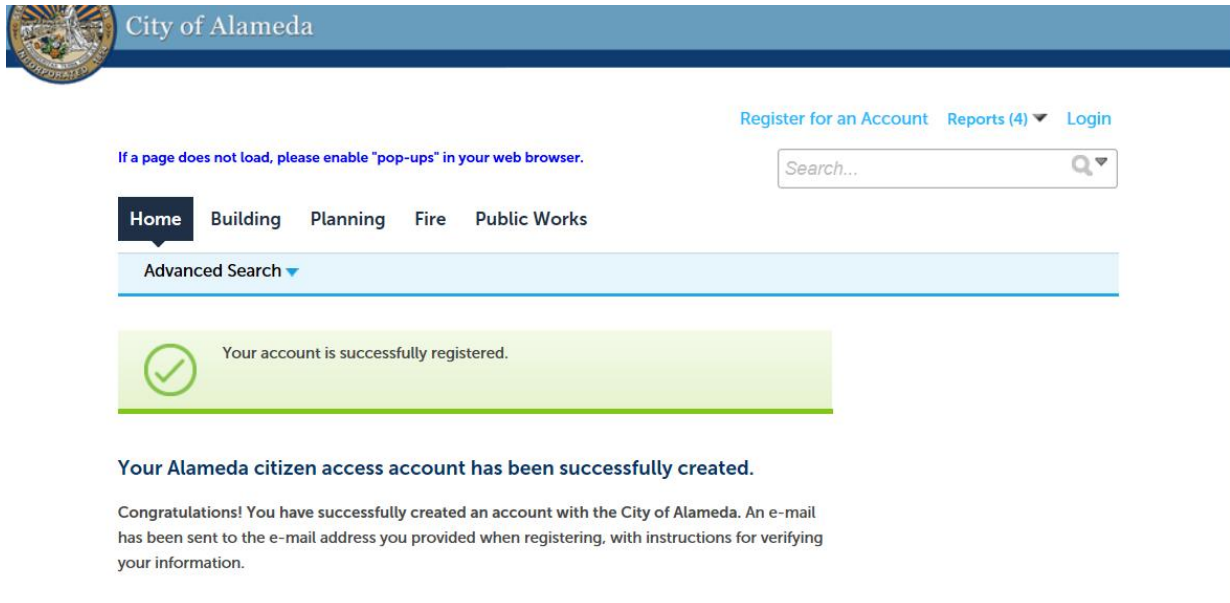 City of Alameda
INCORPORATED
Register for an Account Reports (4) Login
If a page does not load, please enable "pop-ups" in your web browser.
Search...
Home Building Planning Fire Public Works
Advanced Search
Your account is successfully registered.
Your Alameda citizen access account has been successfully created.
Congratulations! You have successfully created an account with the City of Alameda. An e-mail
has been sent to the e-mail address you provided when registering, with instructions for verifying
your information.